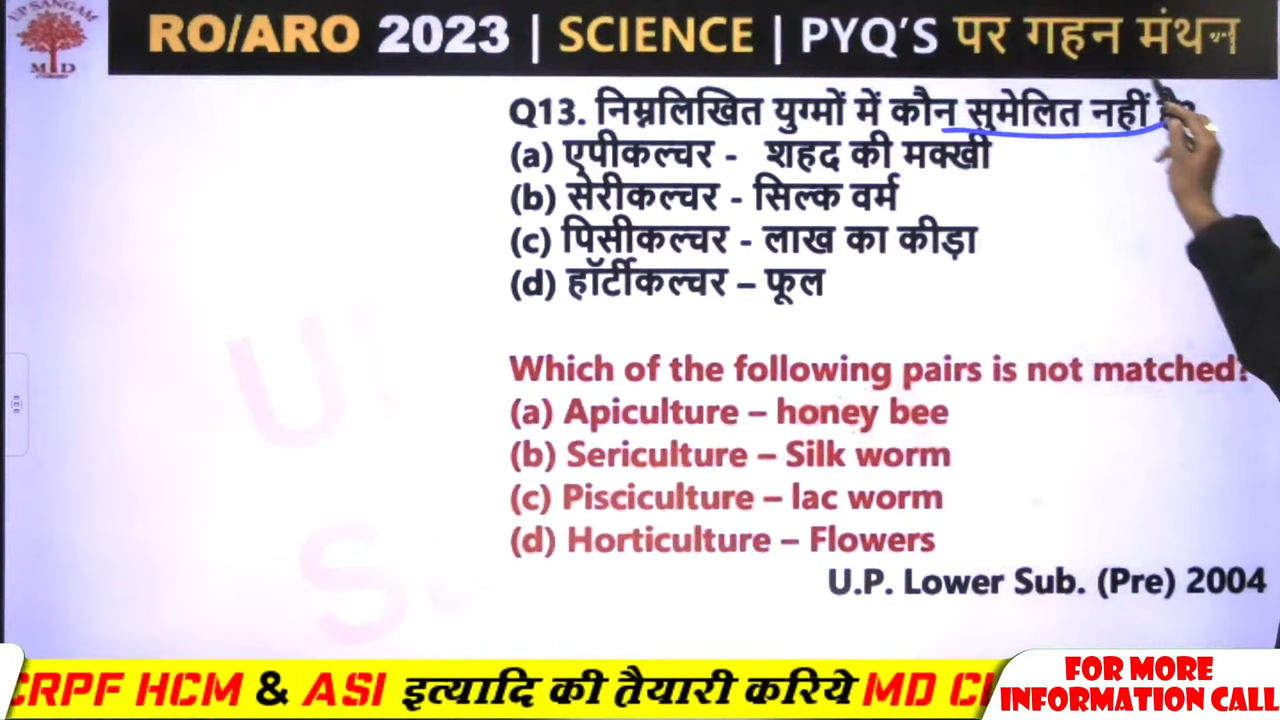 UP SANGAM
RO/ARO 2023 | SCIENCE | PYQ'S पर गहन मंथन
M D
Q13. निम्नलिखित युग्मों में कौन सुमेलित नहीं
(a) एपीकल्चर - शहद की मक्खी
(b) सेरीकल्चर - सिल्क वर्म
(c) पिसीकल्चर - लाख का कीड़ा
(d) हॉर्टीकल्चर – फूल
Which of the following pairs is not matched?
(a) Apiculture – honey bee
(b) Sericulture – Silk worm
(c) Pisciculture – lac worm
(d) Horticulture – Flowers
U.P. Lower Sub. (Pre) 2004
CRPF HCM & ASI इत्यादि की तैयारी करिये MD
FOR MORE
INFORMATION CALL